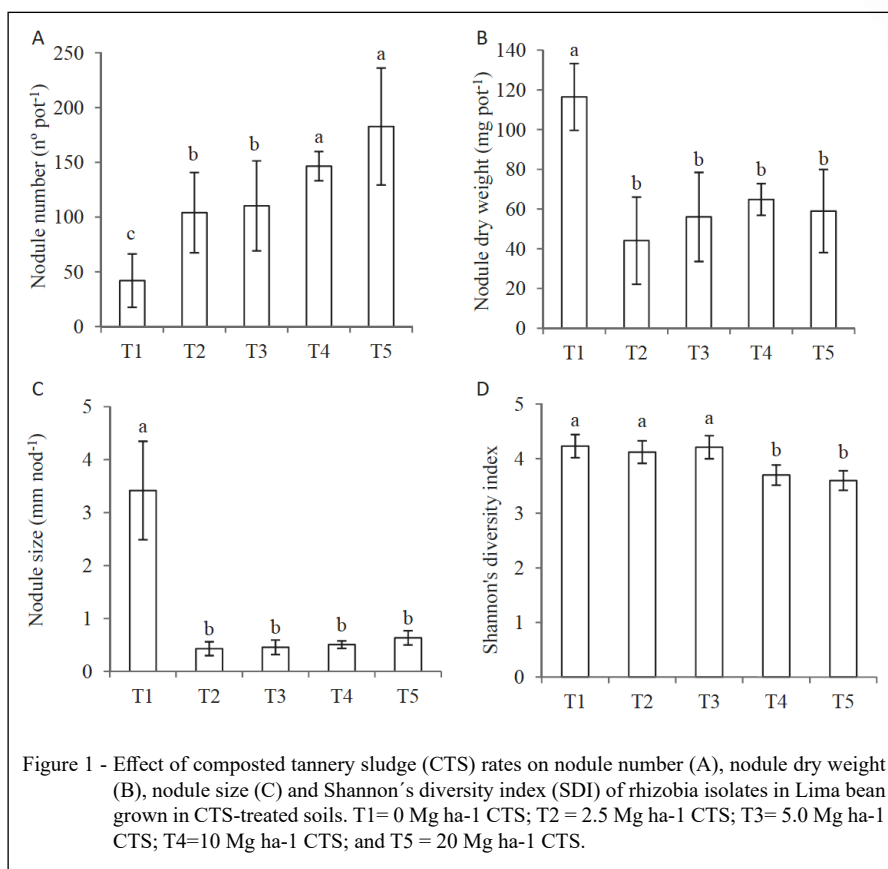 A
Nodule number (nº pot-1)
250
200
150
100
50
0
c
b
b
a
a
T1 T2 T3 T4 T5
B
Nodule dry weight (mg pot-1)
140
120
100
80
60
40
20
0
a
b
b
b
b
T1 T2 T3 T4 T5
C
Nodule size (mm nod-1)
5
4
3
2
1
0
a
b
b
b
b
T1 T2 T3 T4 T5
D
Shannon's diversity index
5
4
3
2
1
0
a
a
a
b
b
T1 T2 T3 T4 T5
Figure 1 - Effect of composted tannery sludge (CTS) rates on nodule number (A), nodule dry weight
(B), nodule size (C) and Shannon´s diversity index (SDI) of rhizobia isolates in Lima bean
grown in CTS-treated soils. T1= 0 Mg ha-1 CTS; T2 = 2.5 Mg ha-1 CTS; T3= 5.0 Mg ha-1
CTS; T4=10 Mg ha-1 CTS; and T5 = 20 Mg ha-1 CTS.